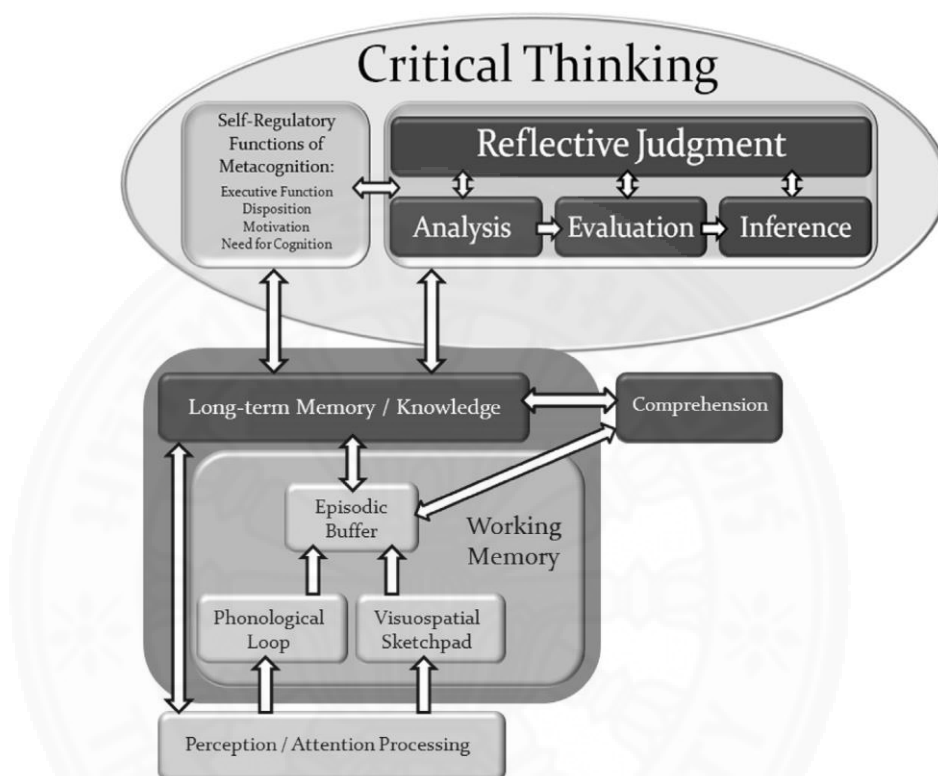 Critical Thinking
Self-Regulatory
Functions of
Metacognition:
Executive Function
Disposition
Motivation
Need for Cognition
Reflective Judgment
Analysis
Evaluation
Inference
Long-term Memory / Knowledge
Comprehension
Episodic
Buffer
Working
Memory
Phonological
Loop
Visuospatial
Sketchpad
Perception / Attention Processing